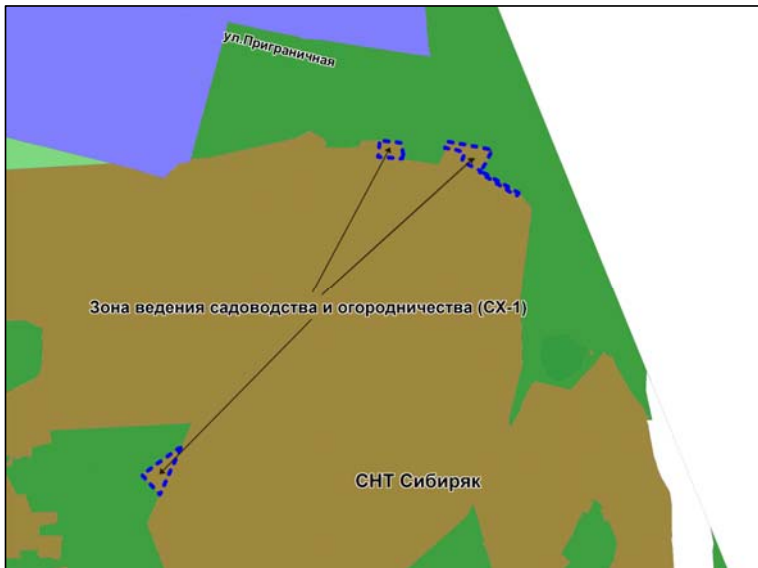 ул.Приграничная
Зона ведения садоводства и огородничества (СХ-1)
СНТ Сибиряк